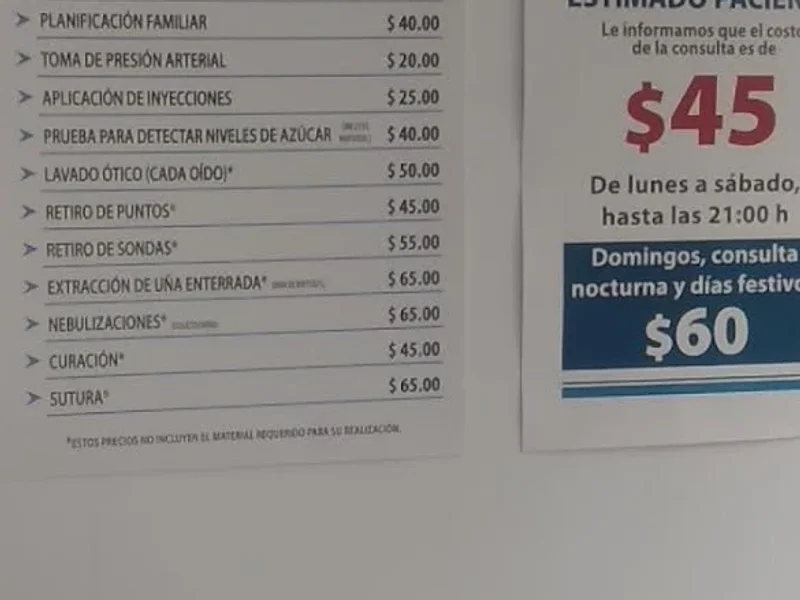 PLANIFICACIÓN FAMILIAR $ 40.00
TOMA DE PRESIÓN ARTERIAL $ 20.00
APLICACIÓN DE INYECCIONES $ 25.00
PRUEBA PARA DETECTAR NIVELES DE AZÚCAR $ 40.00
LAVADO ÓTICO (CADA OÍDO)* $ 50.00
RETIRO DE PUNTOS* $ 45.00
RETIRO DE SONDAS* $ 55.00
EXTRACCIÓN DE UÑA ENTERRADA* $ 65.00
NEBULIZACIONES* $ 65.00
CURACIÓN* $ 45.00
SUTURA* $ 65.00
*ESTOS PRECIOS NO INCLUYEN EL MATERIAL REQUERIDO PARA SU REALIZACIÓN.
ESTIMADO PACIEN
Le informamos que el costo
de la consulta es de
$45
De lunes a sábado,
hasta las 21:00 h
Domingos, consulta
nocturna y días festivo
$60